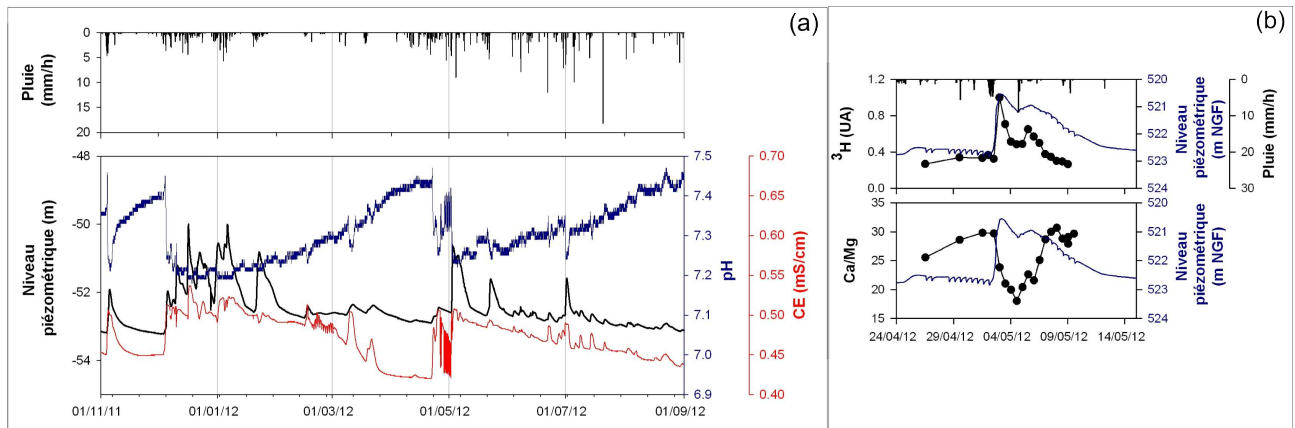 (a)
0
5
10
15
20
Pluie
(mm/h)
-48
-50
-52
-54
Niveau
piézométrique (m)
7.5
7.4
7.3
7.2
7.1
7.0
6.9
pH
0.70
0.65
0.60
0.55
0.50
0.45
0.40
CE (mS/cm)
01/11/11 01/01/12 01/03/12 01/05/12 01/07/12 01/09/12
(b)
1.2
0.8
0.4
0.0
³H (UA)
520
521
522
523
524
Niveau
piézométrique
(m NGF)
0
10
20
30
Pluie (mm/h)
35
30
25
20
15
Ca/Mg
520
521
522
523
524
Niveau
piézométrique
(m NGF)
24/04/12 29/04/12 04/05/12 09/05/12 14/05/12